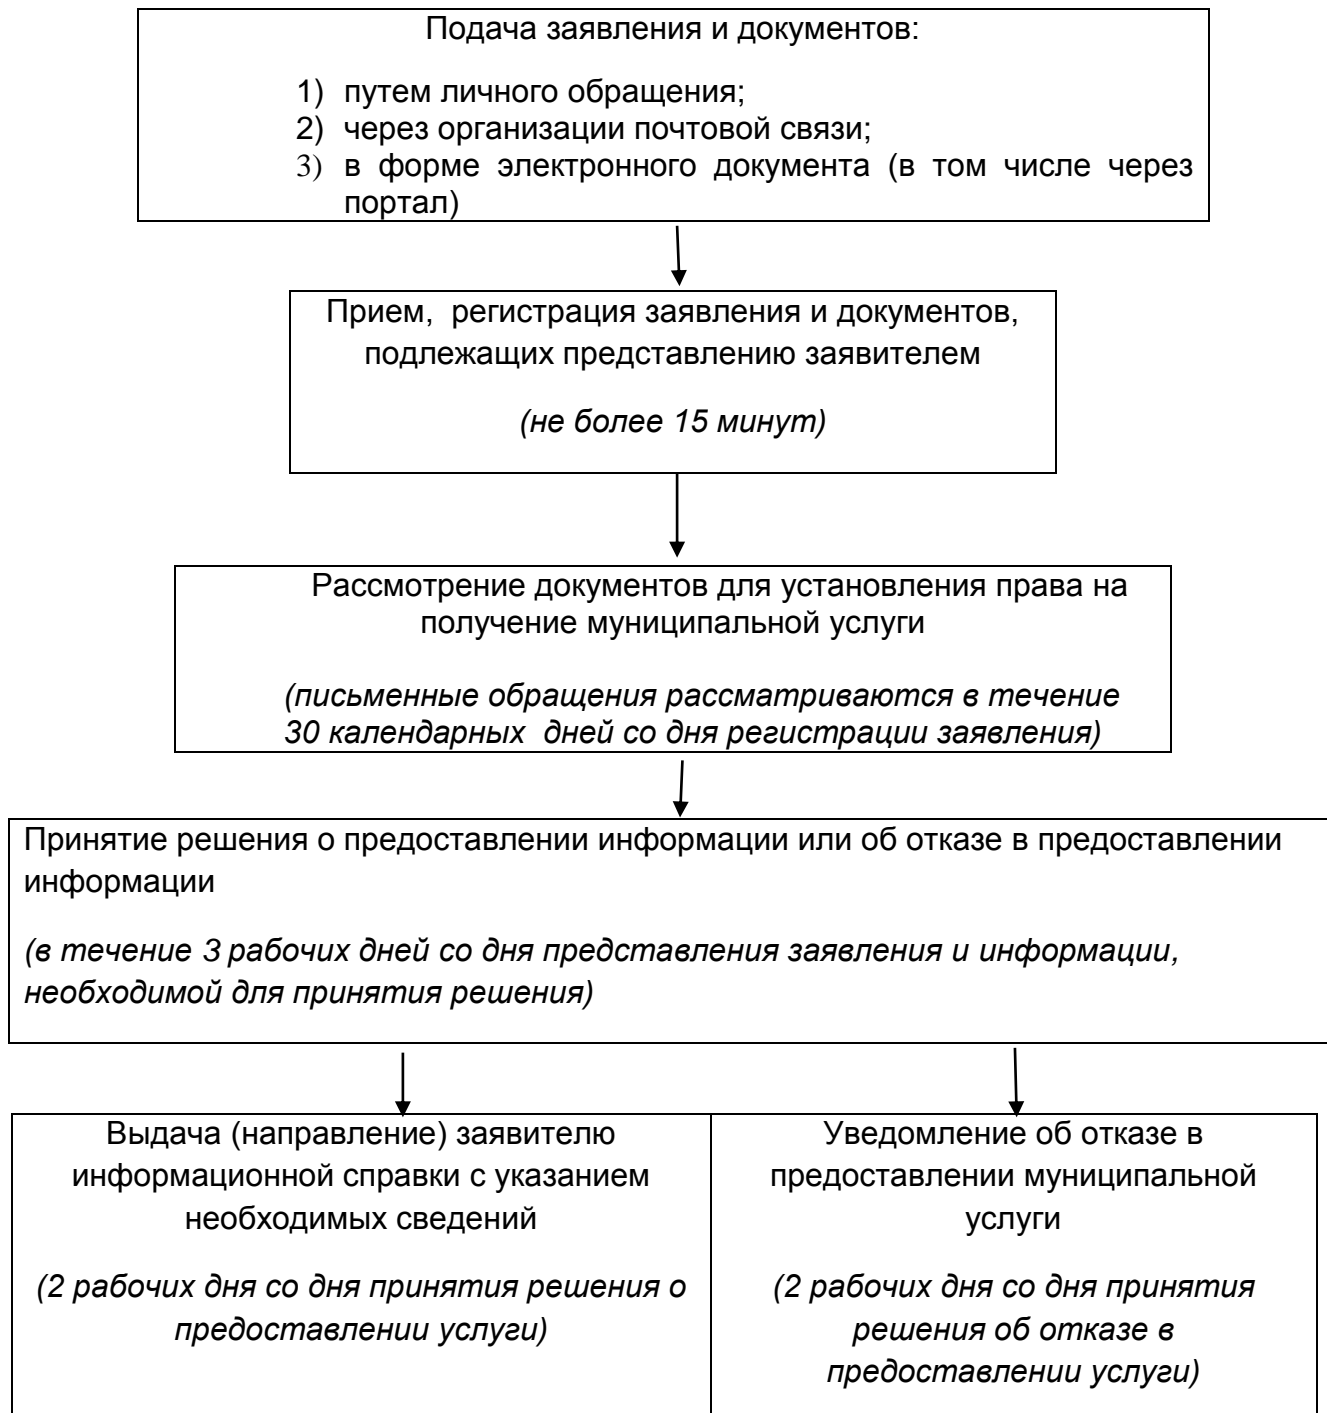 Подача заявления и документов:
1) путем личного обращения;
2) через организации почтовой связи;
3) в форме электронного документа (в том числе через
портал)
Прием, регистрация заявления и документов,
подлежащих представлению заявителем
(не более 15 минут)
Рассмотрение документов для установления права на
получение муниципальной услуги
(письменные обращения рассматриваются в течение
30 календарных дней со дня регистрации заявления)
Принятие решения о предоставлении информации или об отказе в предоставлении
информации
(в течение 3 рабочих дней со дня представления заявления и информации,
необходимой для принятия решения)
Выдача (направление) заявителю
информационной справки с указанием
необходимых сведений
(2 рабочих дня со дня принятия решения о
предоставлении услуги)
Уведомление об отказе в
предоставлении муниципальной
услуги
(2 рабочих дня со дня принятия
решения об отказе в
предоставлении услуги)